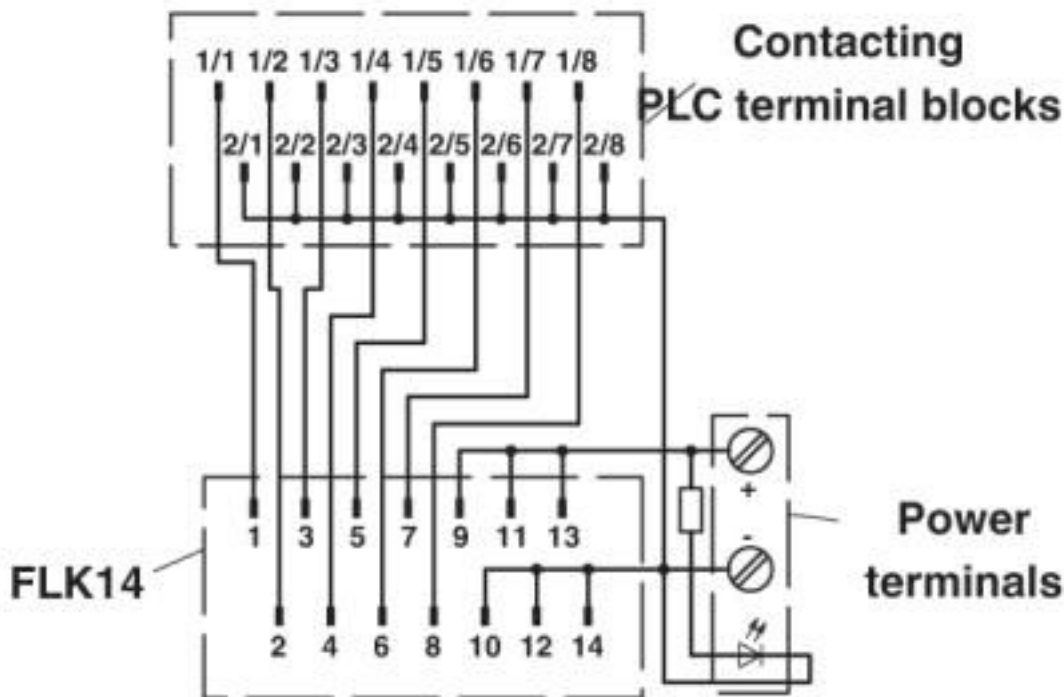 Contacting
PLC terminal blocks
1/1 1/2 1/3 1/4 1/5 1/6 1/7 1/8
2/1 2/2 2/3 2/4 2/5 2/6 2/7 2/8
+
-
Power
terminals
FLK14
1 3 5 7 9 11 13
2 4 6 8 10 12 14